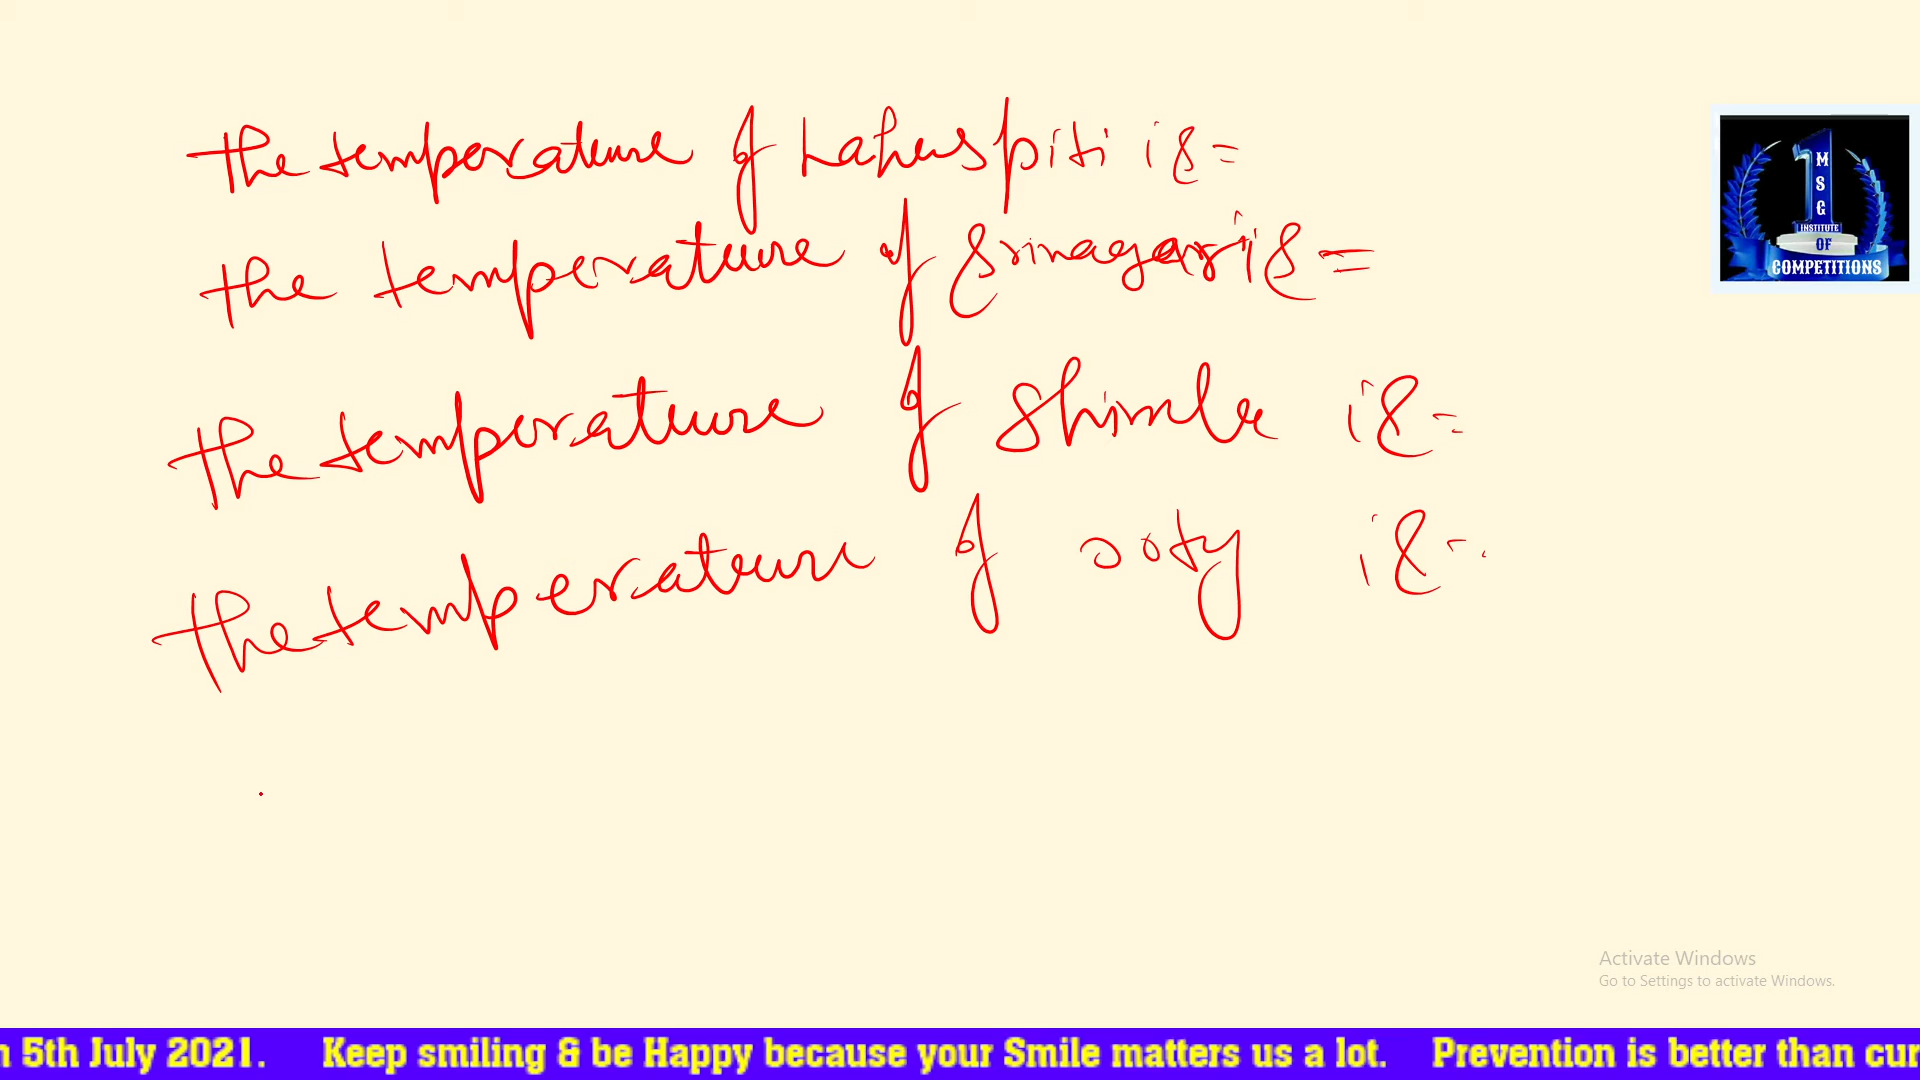 the temperature of Lahuspiti is =
the temperature of Srinagar is =
the temperature of Shimla is =
the temperature of ooty is =
M
S
G
INSTITUTE
OF
COMPETITIONS
Activate Windows
Go to Settings to activate Windows.
n 5th July 2021. Keep smiling & be Happy because your Smile matters us a lot. Prevention is better than cur